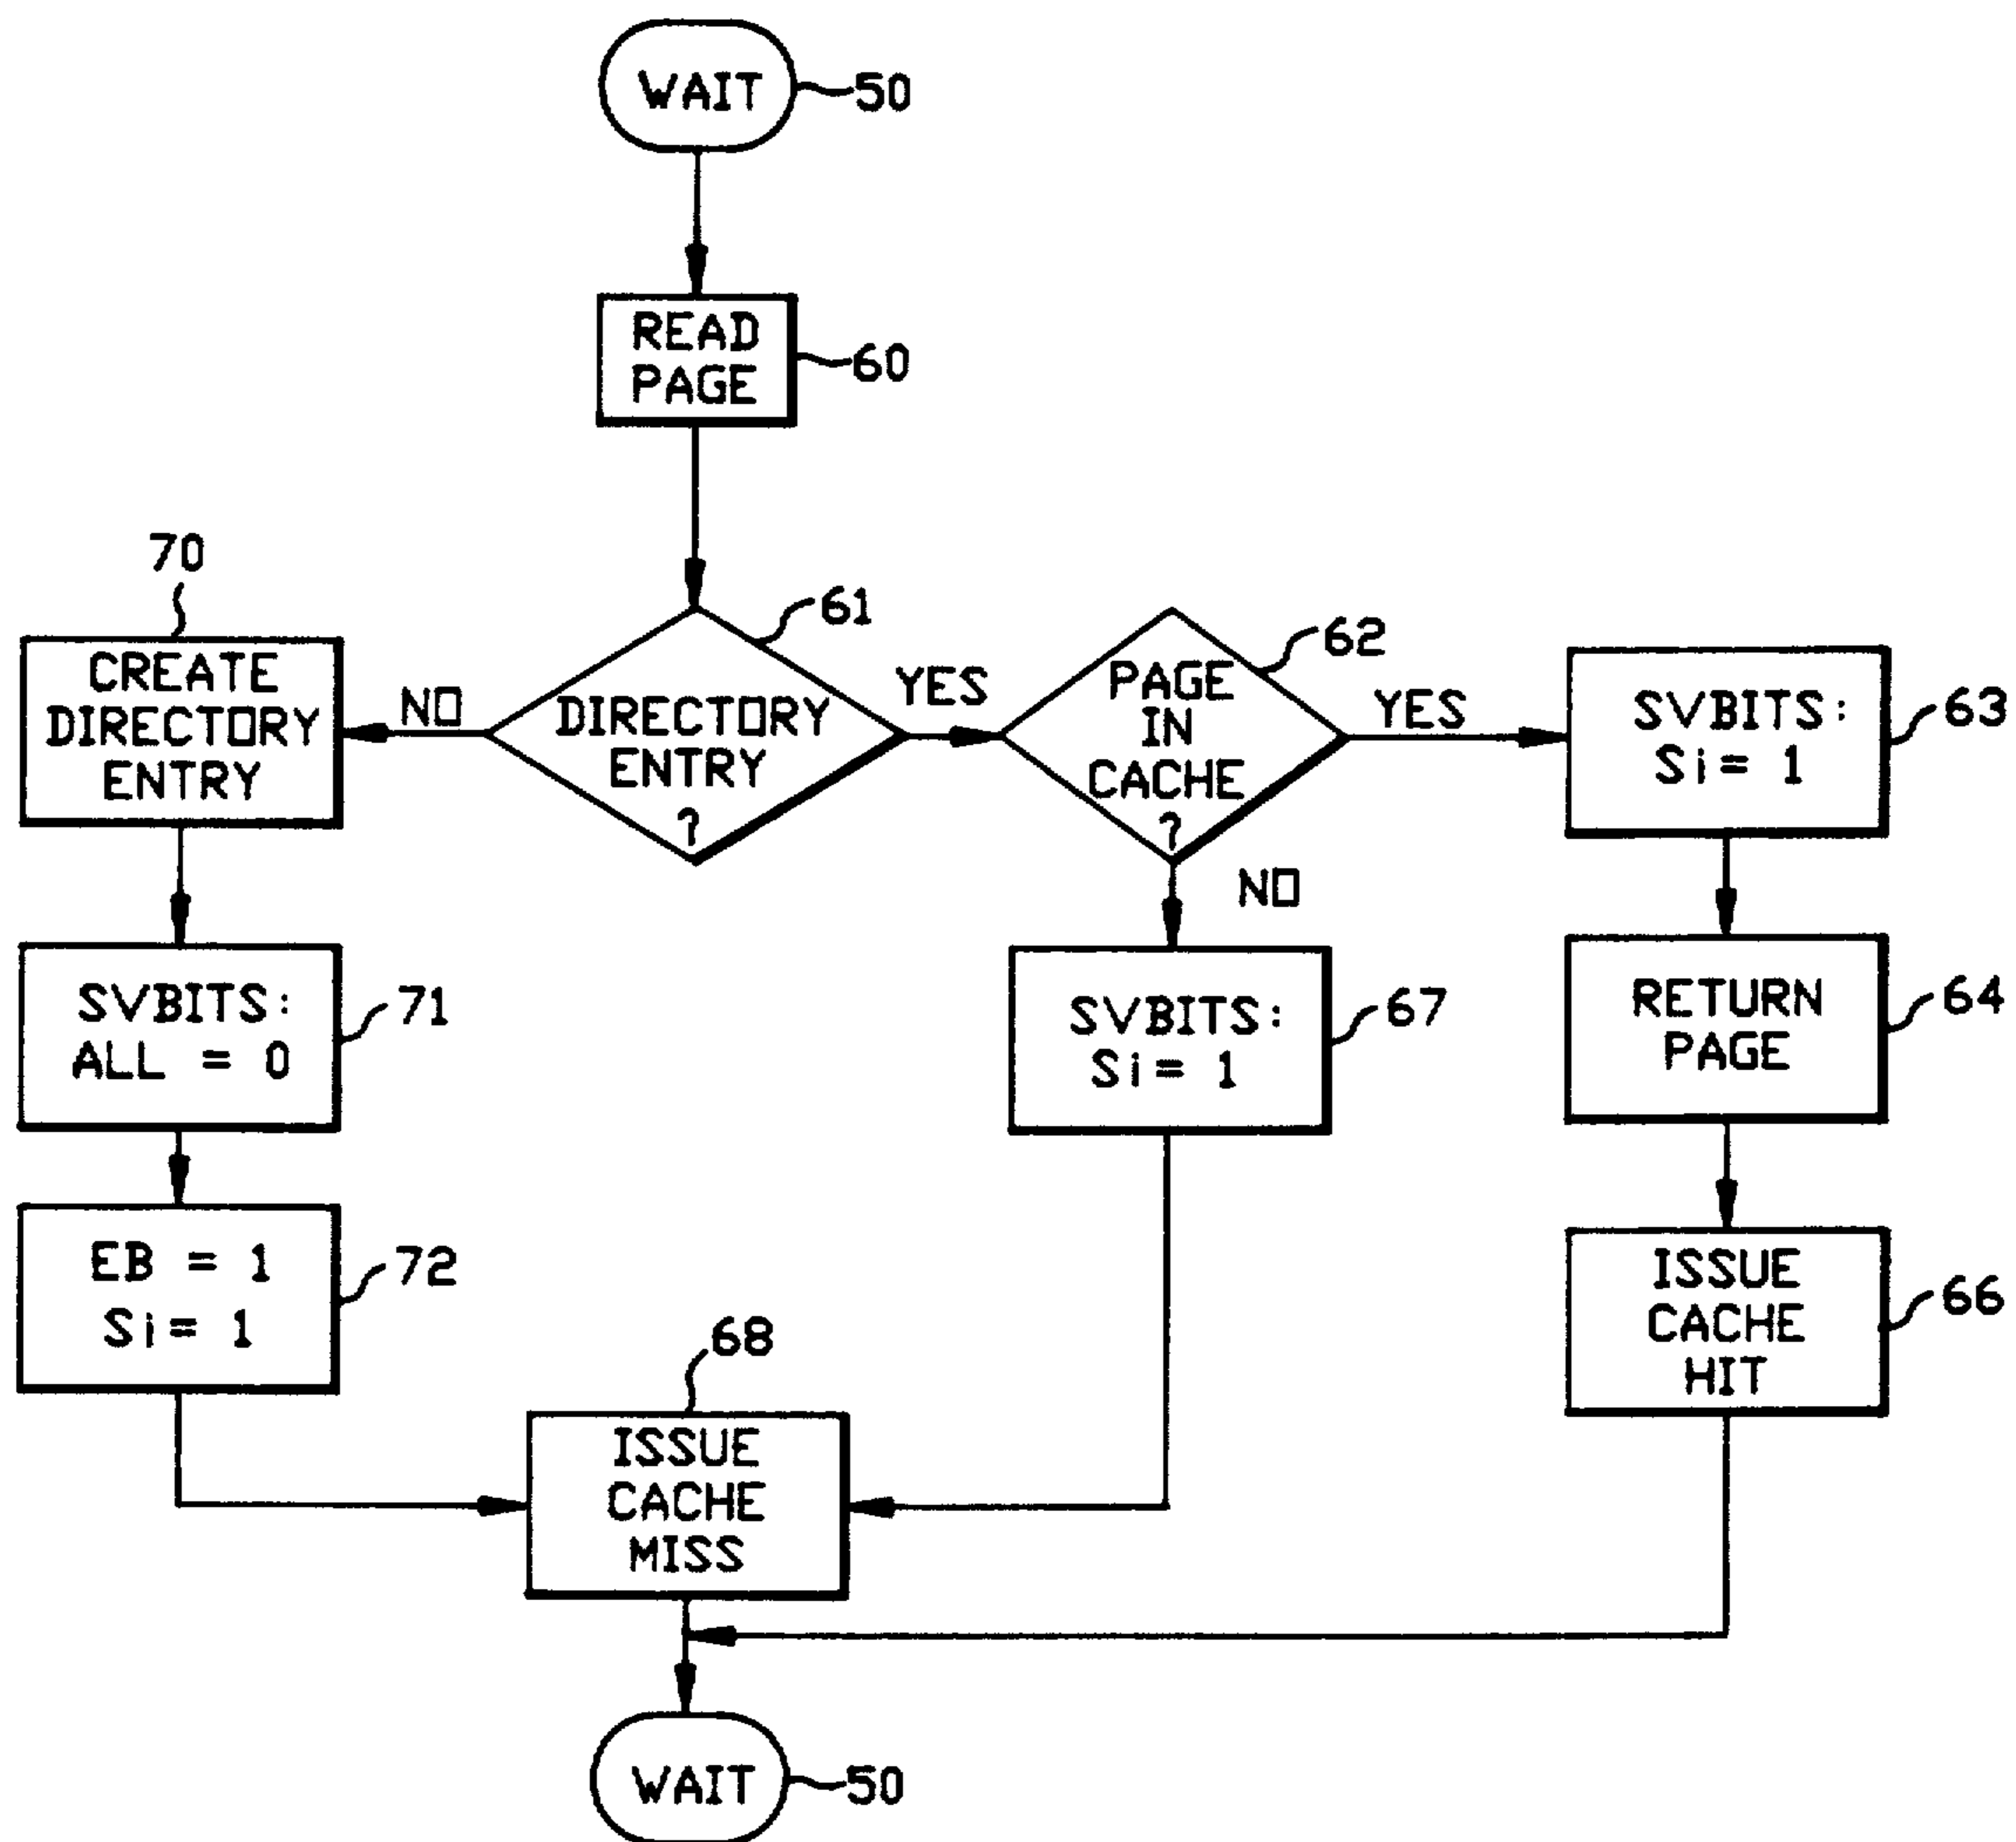 WAIT
50
READ
PAGE
60
70
CREATE
DIRECTORY
ENTRY
NO
61
DIRECTORY
ENTRY
?
YES
62
PAGE
IN
CACHE
?
YES
NO
SVBITS:
Si= 1
63
SVBITS:
ALL = 0
71
SVBITS:
Si= 1
67
RETURN
PAGE
64
EB = 1
Si= 1
72
68
ISSUE
CACHE
MISS
ISSUE
CACHE
HIT
66
WAIT
50